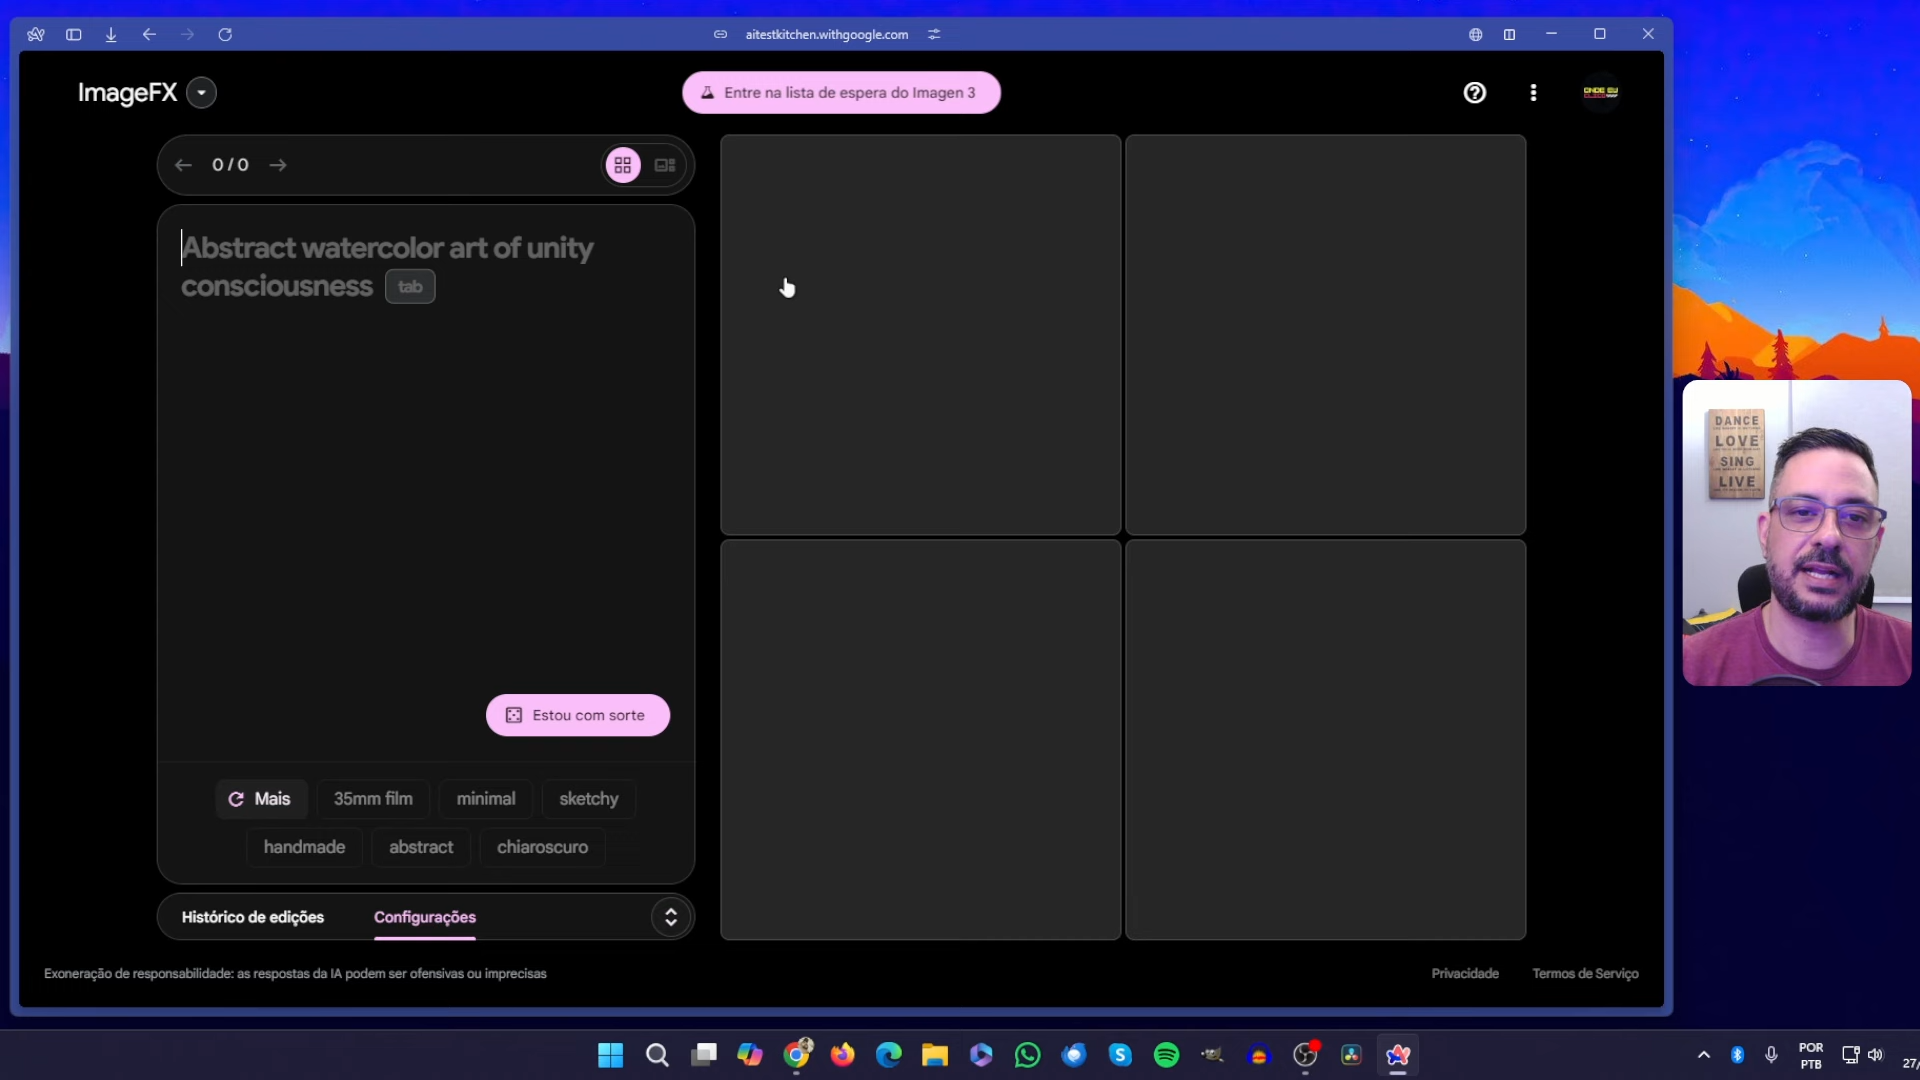 aitestkitchen.withgoogle.com
ImageFX
Entre na lista de espera do Imagen 3
0 / 0
Abstract watercolor art of unity
consciousness tab
Estou com sorte
Mais 35mm film minimal sketchy
handmade abstract chiaroscuro
Histórico de edições Configurações
Exoneração de responsabilidade: as respostas da IA podem ser ofensivas ou imprecisas
Privacidade Termos de Serviço
DANCE
LOVE
SING
LIVE
POR
PTB
27/